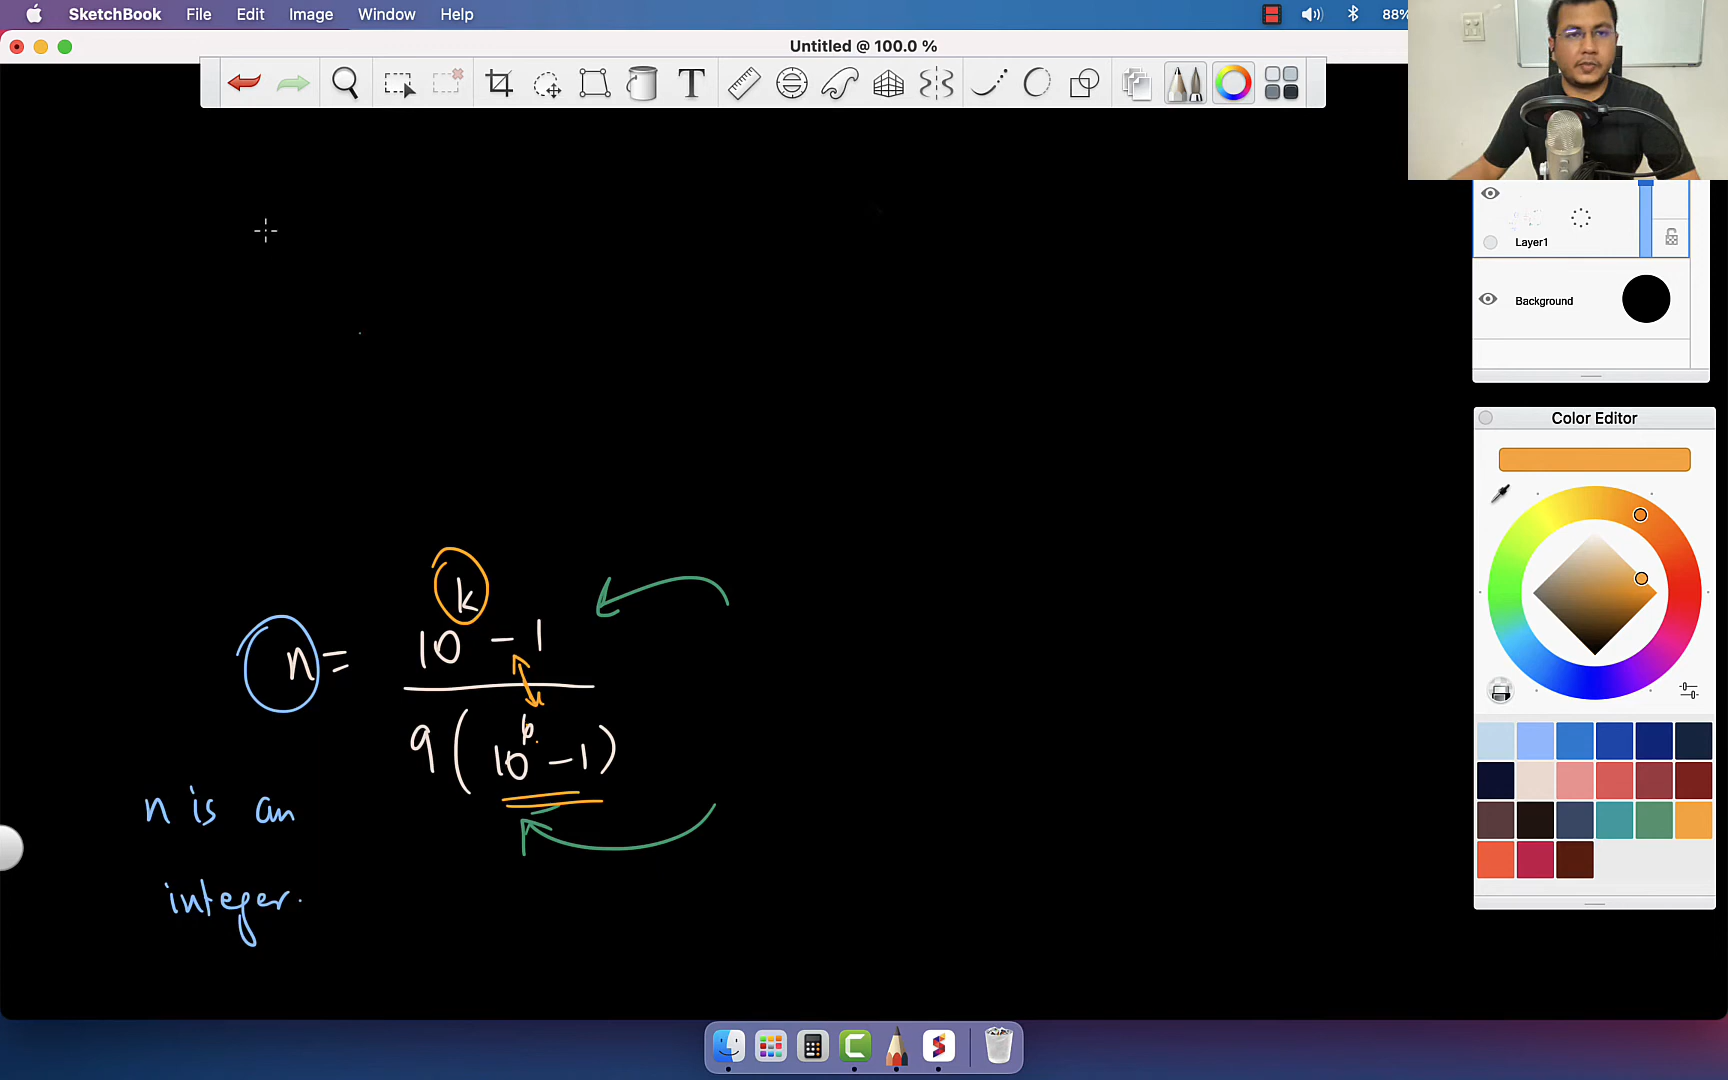 SketchBook File Edit Image Window Help 88%
Untitled @ 100.0 %
T
Layer1
Background
Color Editor
k
10 - 1
n =
b
9 ( 10 - 1 )
n is an
integer.